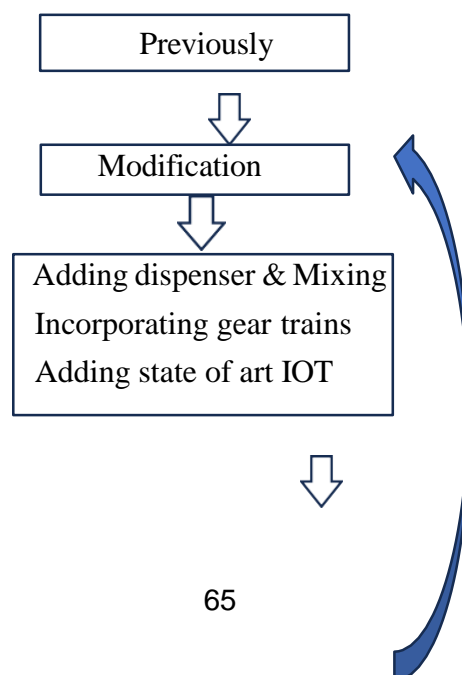 Previously
Modification
Adding dispenser & Mixing
Incorporating gear trains
Adding state of art IOT
65